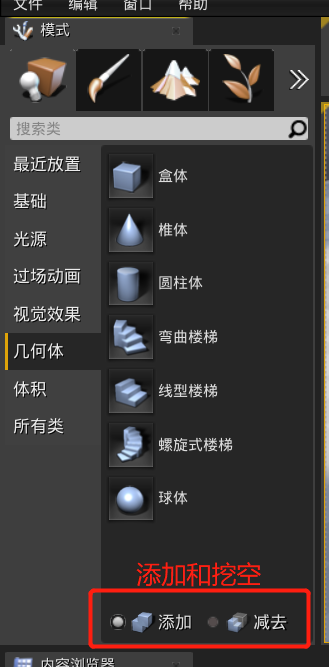 文件 编辑 窗口 帮助
模式
搜索类
最近放置
基础
光源
过场动画
视觉效果
几何体
体积
所有类
盒体
椎体
圆柱体
弯曲楼梯
线型楼梯
螺旋式楼梯
球体
添加和挖空
添加 减去
内容浏览器